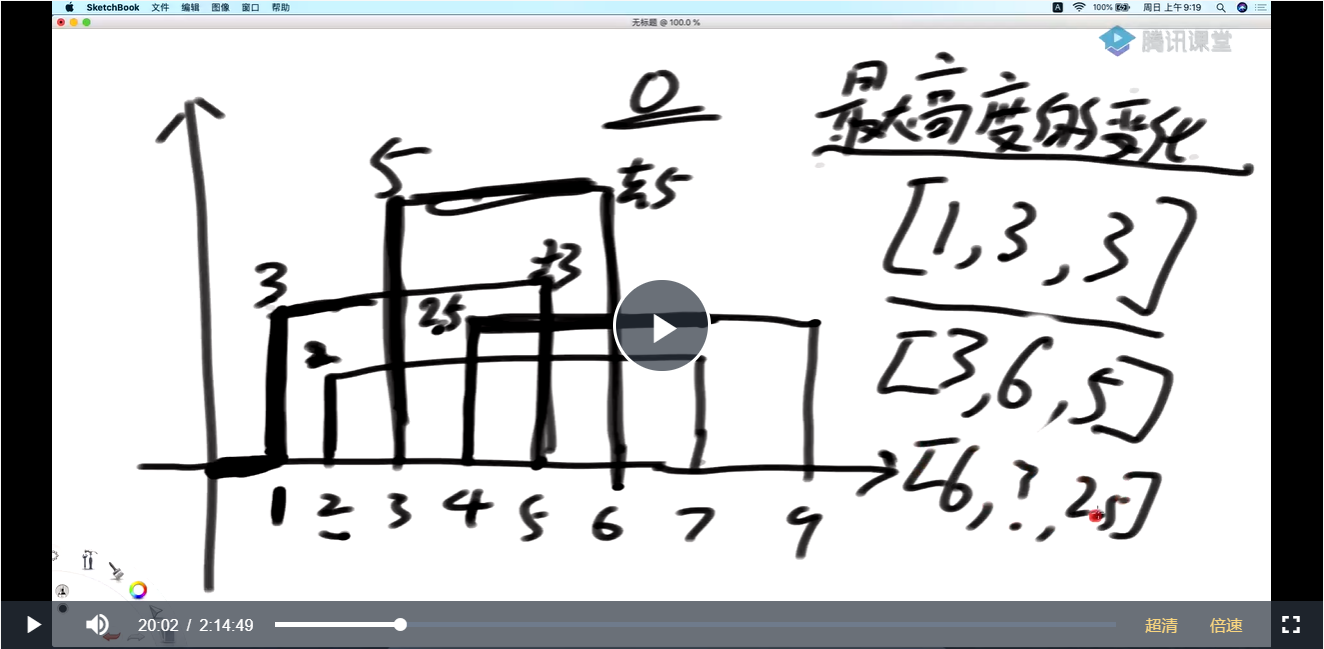 SketchBook 文件 编辑 图像 窗口 帮助
A 100% 周日上午9:19
无标题 @ 100.0 %
腾讯课堂
0
最大高度的变化
5
5
[1,3,3]
3
3
2.5
2
[3,6,5]
[6,?,2.5]
1 2 3 4 5 6 7 9
20:02 / 2:14:49 超清 倍速